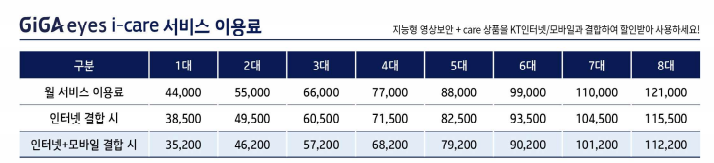 GiGA eyes i-care 서비스 이용료
지능형 영상보안 + care 상품을 KT인터넷/모바일과 결합하여 할인받아 사용하세요!
구분 1대 2대 3대 4대 5대 6대 7대 8대
월 서비스 이용료 44,000 55,000 66,000 77,000 88,000 99,000 110,000 121,000
인터넷 결합 시 38,500 49,500 60,500 71,500 82,500 93,500 104,500 115,500
인터넷+모바일 결합 시 35,200 46,200 57,200 68,200 79,200 90,200 101,200 112,200